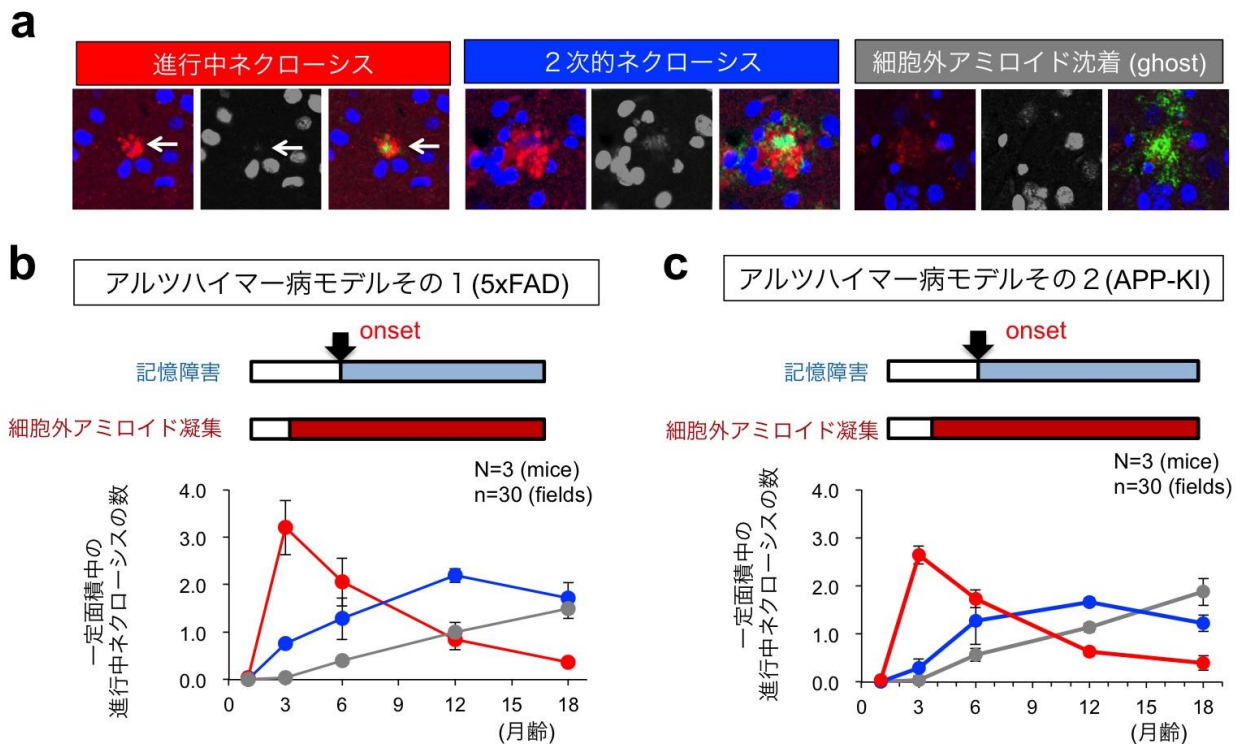 a
進行中ネクローシス
２次的ネクローシス
細胞外アミロイド沈着 (ghost)
b
アルツハイマー病モデルその１(5xFAD)
onset
記憶障害
細胞外アミロイド凝集
N=3 (mice)
n=30 (fields)
一定面積中の
進行中ネクローシスの数
4.0
3.0
2.0
1.0
0.0
0 3 6 12 18
(月齢)
c
アルツハイマー病モデルその２(APP-KI)
onset
記憶障害
細胞外アミロイド凝集
N=3 (mice)
n=30 (fields)
一定面積中の
進行中ネクローシスの数
4.0
3.0
2.0
1.0
0.0
0 3 6 12 18
(月齢)